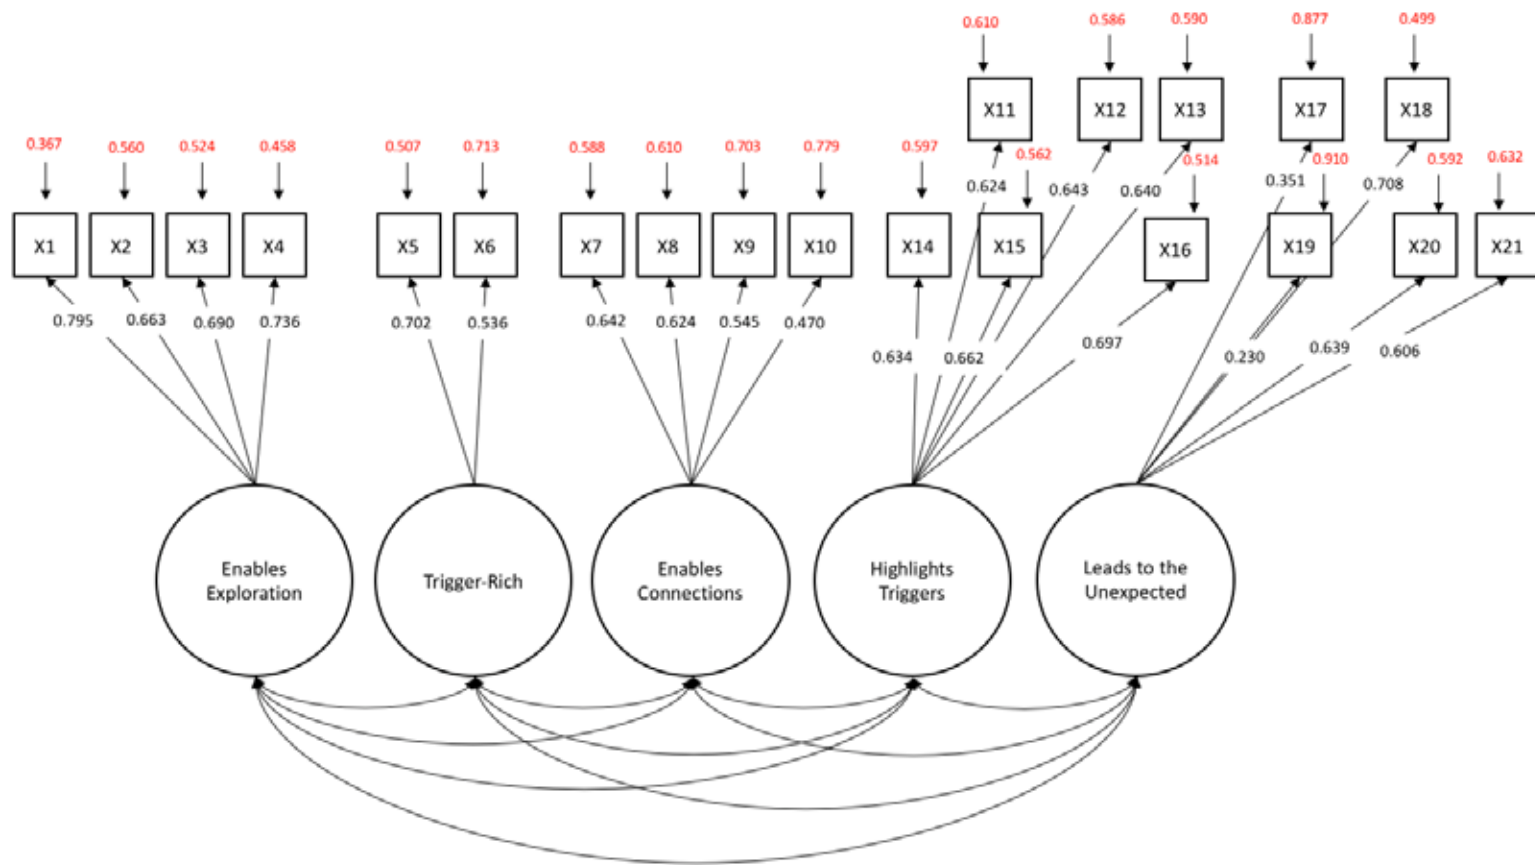 0.610
0.586
0.590
0.877
0.499
X11
X12
X13
X17
X18
0.367
0.560
0.524
0.458
0.507
0.713
0.588
0.610
0.703
0.779
0.597
0.562
0.514
0.910
0.592
0.632
0.624
0.643
0.640
0.351
0.708
X1
X2
X3
X4
X5
X6
X7
X8
X9
X10
X14
X15
X16
X19
X20
X21
0.795
0.663
0.690
0.736
0.702
0.536
0.642
0.624
0.545
0.470
0.634
0.662
0.697
0.230
0.639
0.606
Enables
Exploration
Trigger-Rich
Enables
Connections
Highlights
Triggers
Leads to the
Unexpected